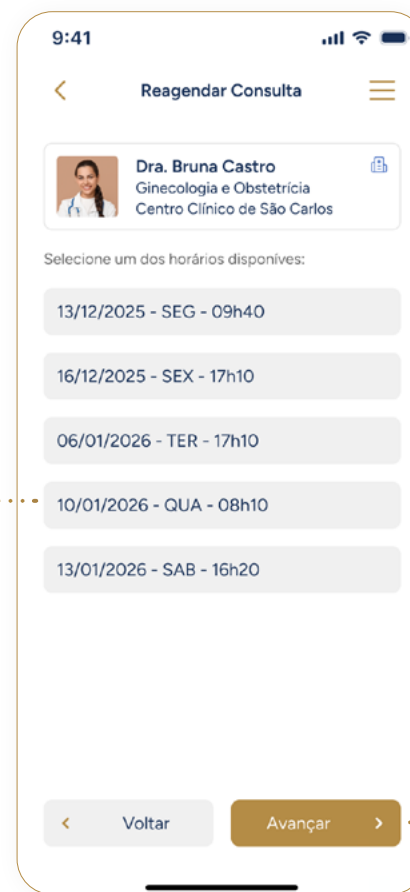 9:41
Reagendar Consulta
Dra. Bruna Castro
Ginecologia e Obstetrícia
Centro Clínico de São Carlos
Selecione um dos horários disponíves:
13/12/2025 - SEG - 09h40
16/12/2025 - SEX - 17h10
06/01/2026 - TER - 17h10
10/01/2026 - QUA - 08h10
13/01/2026 - SAB - 16h20
Voltar
Avançar